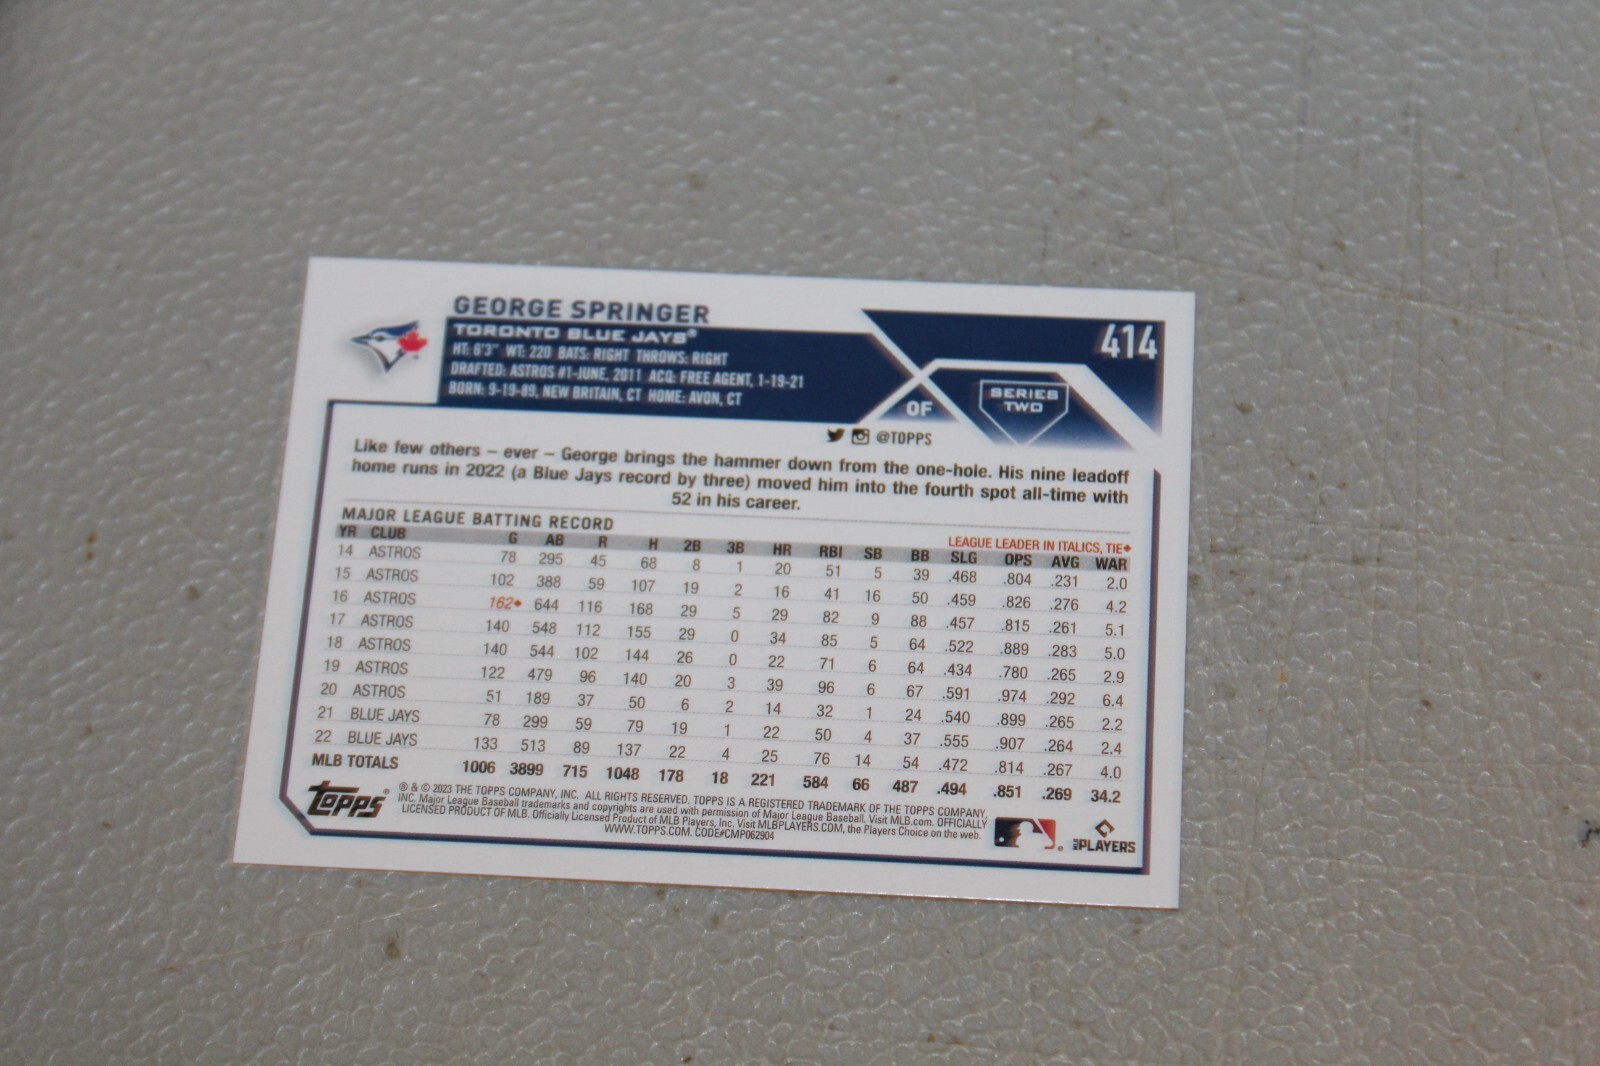 GEORGE SPRINGER
TORONTO BLUE JAYS®
HT: 6'3" WT: 220 BATS: RIGHT THROWS: RIGHT
DRAFTED: ASTROS #1-JUNE, 2011 ACQ: FREE AGENT, 1-19-21
BORN: 9-19-89, NEW BRITAIN, CT HOME: AVON, CT
414
OF
SERIES
TWO
@TOPPS
Like few others – ever – George brings the hammer down from the one-hole. His nine leadoff
home runs in 2022 (a Blue Jays record by three) moved him into the fourth spot all-time with
52 in his career.
MAJOR LEAGUE BATTING RECORD
LEAGUE LEADER IN ITALICS, TIE♦
YR CLUB G AB R H 2B 3B HR RBI SB BB SLG OPS AVG WAR
14 ASTROS 78 295 45 68 8 1 20 51 5 39 .468 .804 .231 2.0
15 ASTROS 102 388 59 107 19 2 16 41 16 50 .459 .826 .276 4.2
16 ASTROS 162♦ 644 116 168 29 5 29 82 9 88 .457 .815 .261 5.1
17 ASTROS 140 548 112 155 29 0 34 85 5 64 .522 .889 .283 5.0
18 ASTROS 140 544 102 144 26 0 22 71 6 64 .434 .780 .265 2.9
19 ASTROS 122 479 96 140 20 3 39 96 6 67 .591 .974 .292 6.4
20 ASTROS 51 189 37 50 6 2 14 32 1 24 .540 .899 .265 2.2
21 BLUE JAYS 78 299 59 79 19 1 22 50 4 37 .555 .907 .264 2.4
22 BLUE JAYS 133 513 89 137 22 4 25 76 14 54 .472 .814 .267 4.0
MLB TOTALS 1006 3899 715 1048 178 18 221 584 66 487 .494 .851 .269 34.2
Topps®
® & © 2023 THE TOPPS COMPANY, INC. ALL RIGHTS RESERVED. TOPPS IS A REGISTERED TRADEMARK OF THE TOPPS COMPANY,
INC. Major League Baseball trademarks and copyrights are used with permission of Major League Baseball. Visit MLB.com. OFFICIALLY
LICENSED PRODUCT OF MLB. Officially Licensed Product of MLB Players, Inc. Visit MLBPLAYERS.COM, the Players Choice on the web.
WWW.TOPPS.COM. CODE#CMP062904
MLB PLAYERS